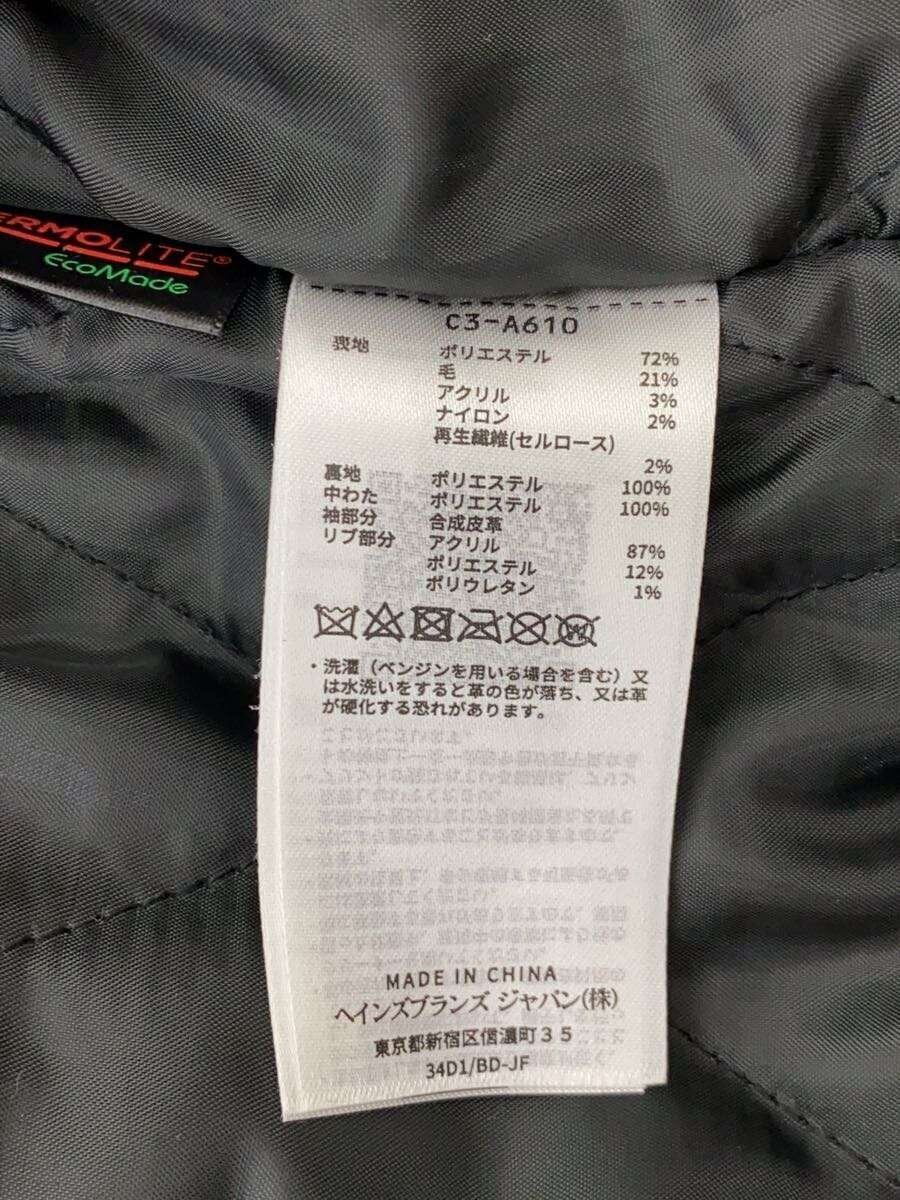 ERMOLITE®
EcoMade
C3-A610
表地 ポリエステル 72%
毛 21%
アクリル 3%
ナイロン 2%
再生繊維(セルロース)
2%
裏地 ポリエステル 100%
中わた ポリエステル 100%
袖部分 合成皮革
リブ部分 アクリル 87%
ポリエステル 12%
ポリウレタン 1%
・洗濯（ベンジンを用いる場合を含む）又
は水洗いをすると革の色が落ち、又は革
が硬化する恐れがあります。
MADE IN CHINA
ヘインズブランズ ジャパン(株)
東京都新宿区信濃町３５
34D1/BD-JF